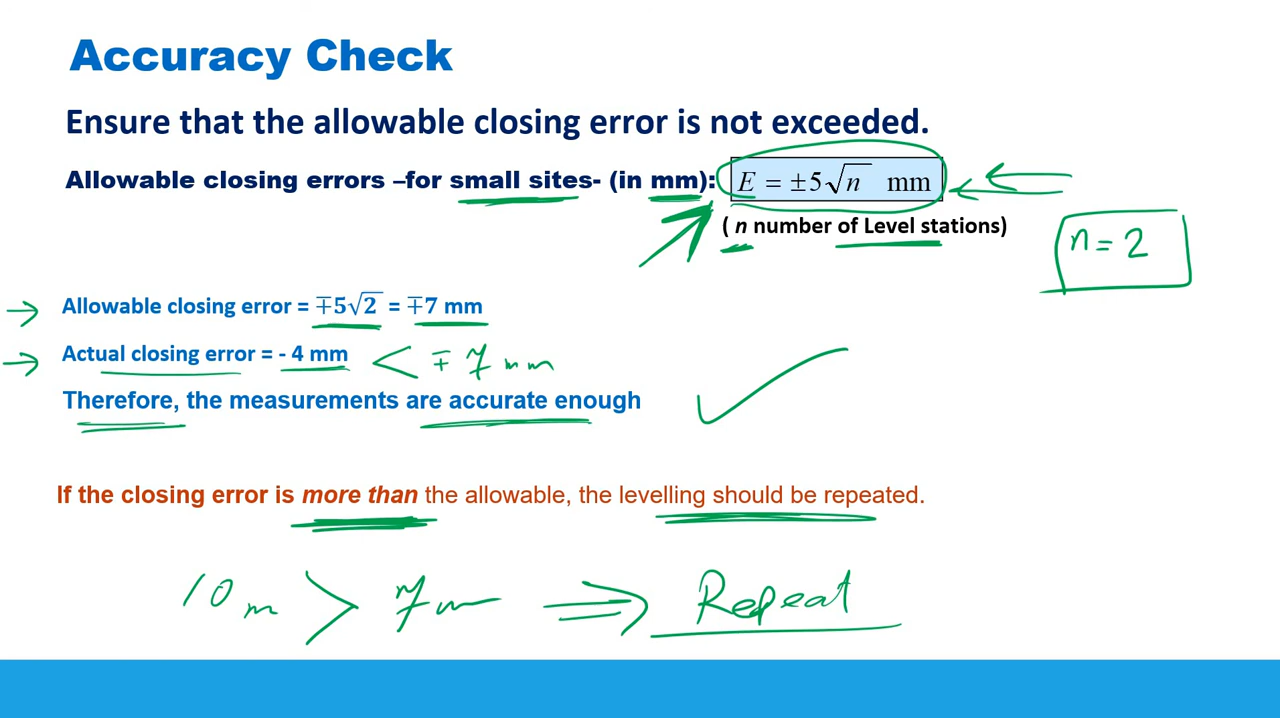 Accuracy Check
Ensure that the allowable closing error is not exceeded.
Allowable closing errors –for small sites- (in mm): E = ±5√n mm
( n number of Level stations)
n = 2
Allowable closing error = ∓5√2 = ∓7 mm
Actual closing error = - 4 mm < ∓ 7 mm
Therefore, the measurements are accurate enough
If the closing error is more than the allowable, the levelling should be repeated.
10 m > 7 m ⇒ Repeat